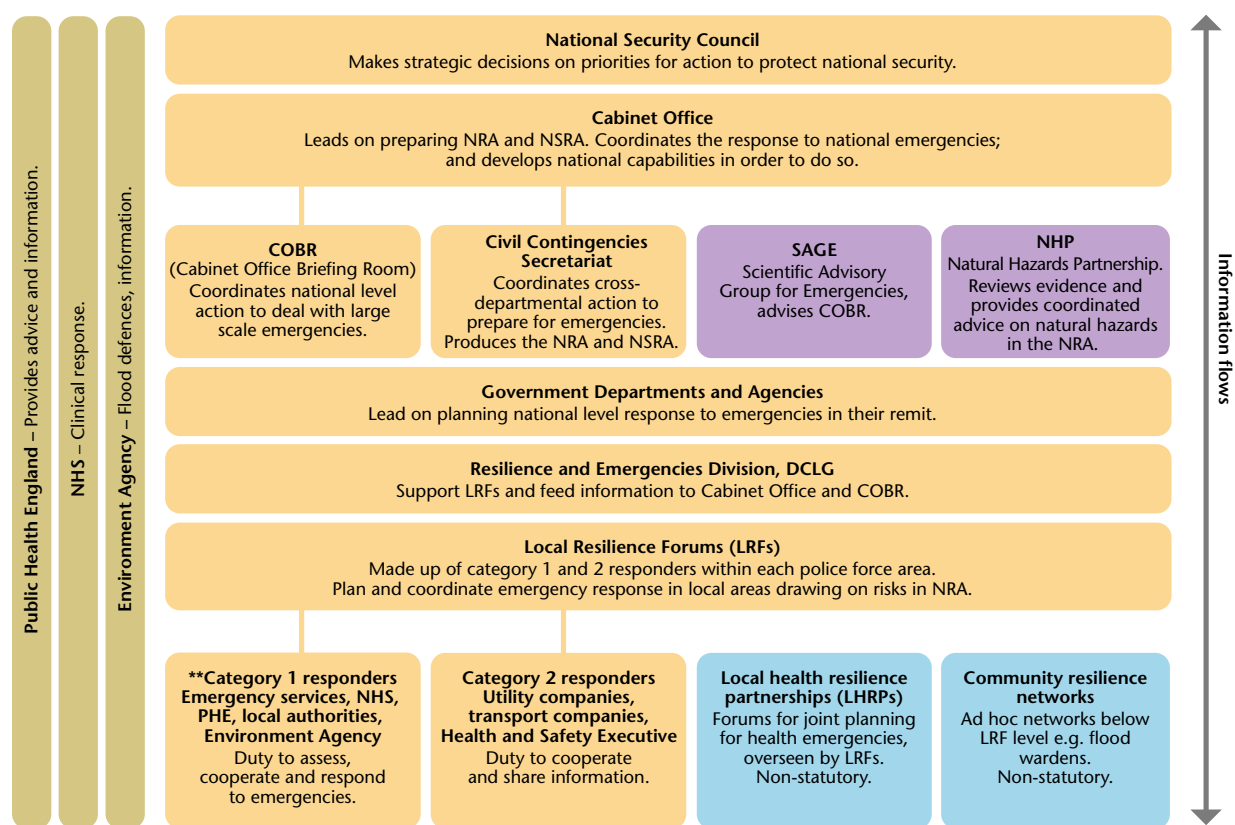 Public Health England – Provides advice and information.
NHS – Clinical response.
Environment Agency – Flood defences, information.
National Security Council
Makes strategic decisions on priorities for action to protect national security.
Cabinet Office
Leads on preparing NRA and NSRA. Coordinates the response to national emergencies;
and develops national capabilities in order to do so.
COBR
(Cabinet Office Briefing Room)
Coordinates national level
action to deal with large
scale emergencies.
Civil Contingencies
Secretariat
Coordinates cross-
departmental action to
prepare for emergencies.
Produces the NRA and NSRA.
SAGE
Scientific Advisory
Group for Emergencies,
advises COBR.
NHP
Natural Hazards Partnership.
Reviews evidence and
provides coordinated
advice on natural hazards
in the NRA.
Government Departments and Agencies
Lead on planning national level response to emergencies in their remit.
Resilience and Emergencies Division, DCLG
Support LRFs and feed information to Cabinet Office and COBR.
Local Resilience Forums (LRFs)
Made up of category 1 and 2 responders within each police force area.
Plan and coordinate emergency response in local areas drawing on risks in NRA.
**Category 1 responders
Emergency services, NHS,
PHE, local authorities,
Environment Agency
Duty to assess,
cooperate and respond
to emergencies.
Category 2 responders
Utility companies,
transport companies,
Health and Safety Executive
Duty to cooperate
and share information.
Local health resilience
partnerships (LHRPs)
Forums for joint planning
for health emergencies,
overseen by LRFs.
Non-statutory.
Community resilience
networks
Ad hoc networks below
LRF level e.g. flood
wardens.
Non-statutory.
Information flows